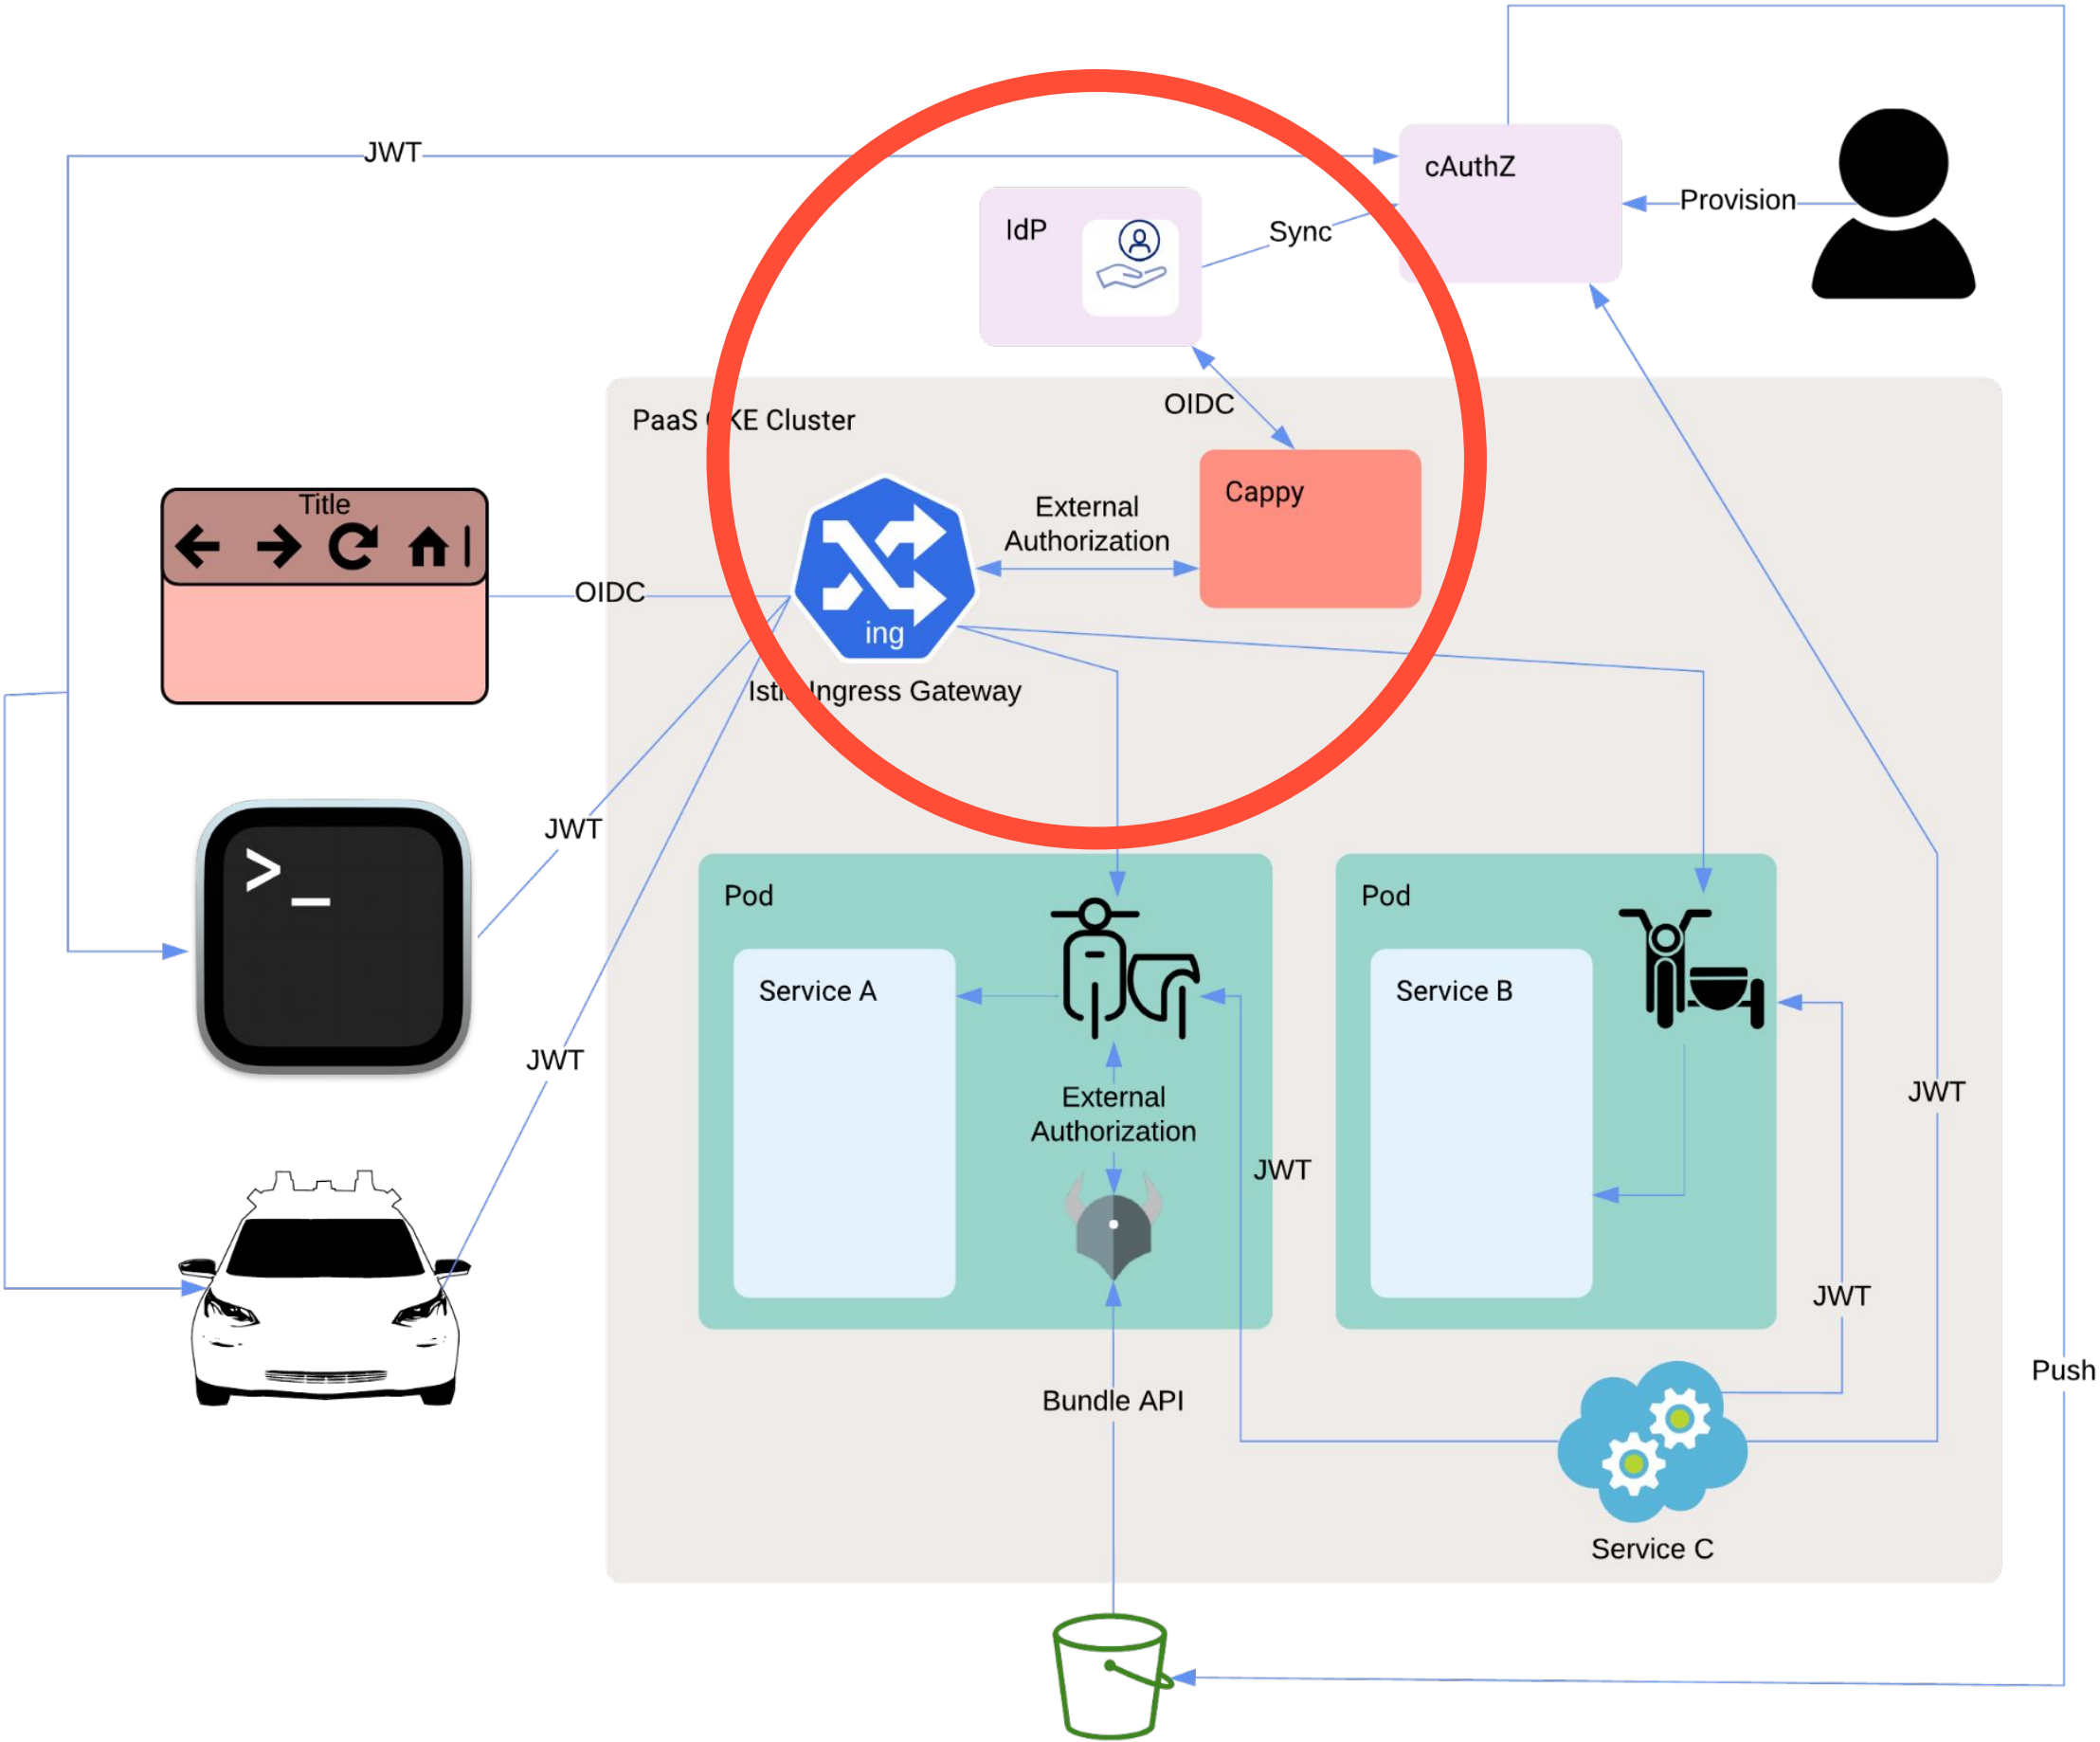 JWT
cAuthZ
Provision
IdP
Sync
OIDC
PaaS KE Cluster
Title
Cappy
External
Authorization
OIDC
ing
Ingress Gateway
JWT
Pod
Pod
Service A
Service B
JWT
External
Authorization
JWT
JWT
JWT
Push
Bundle API
Service C